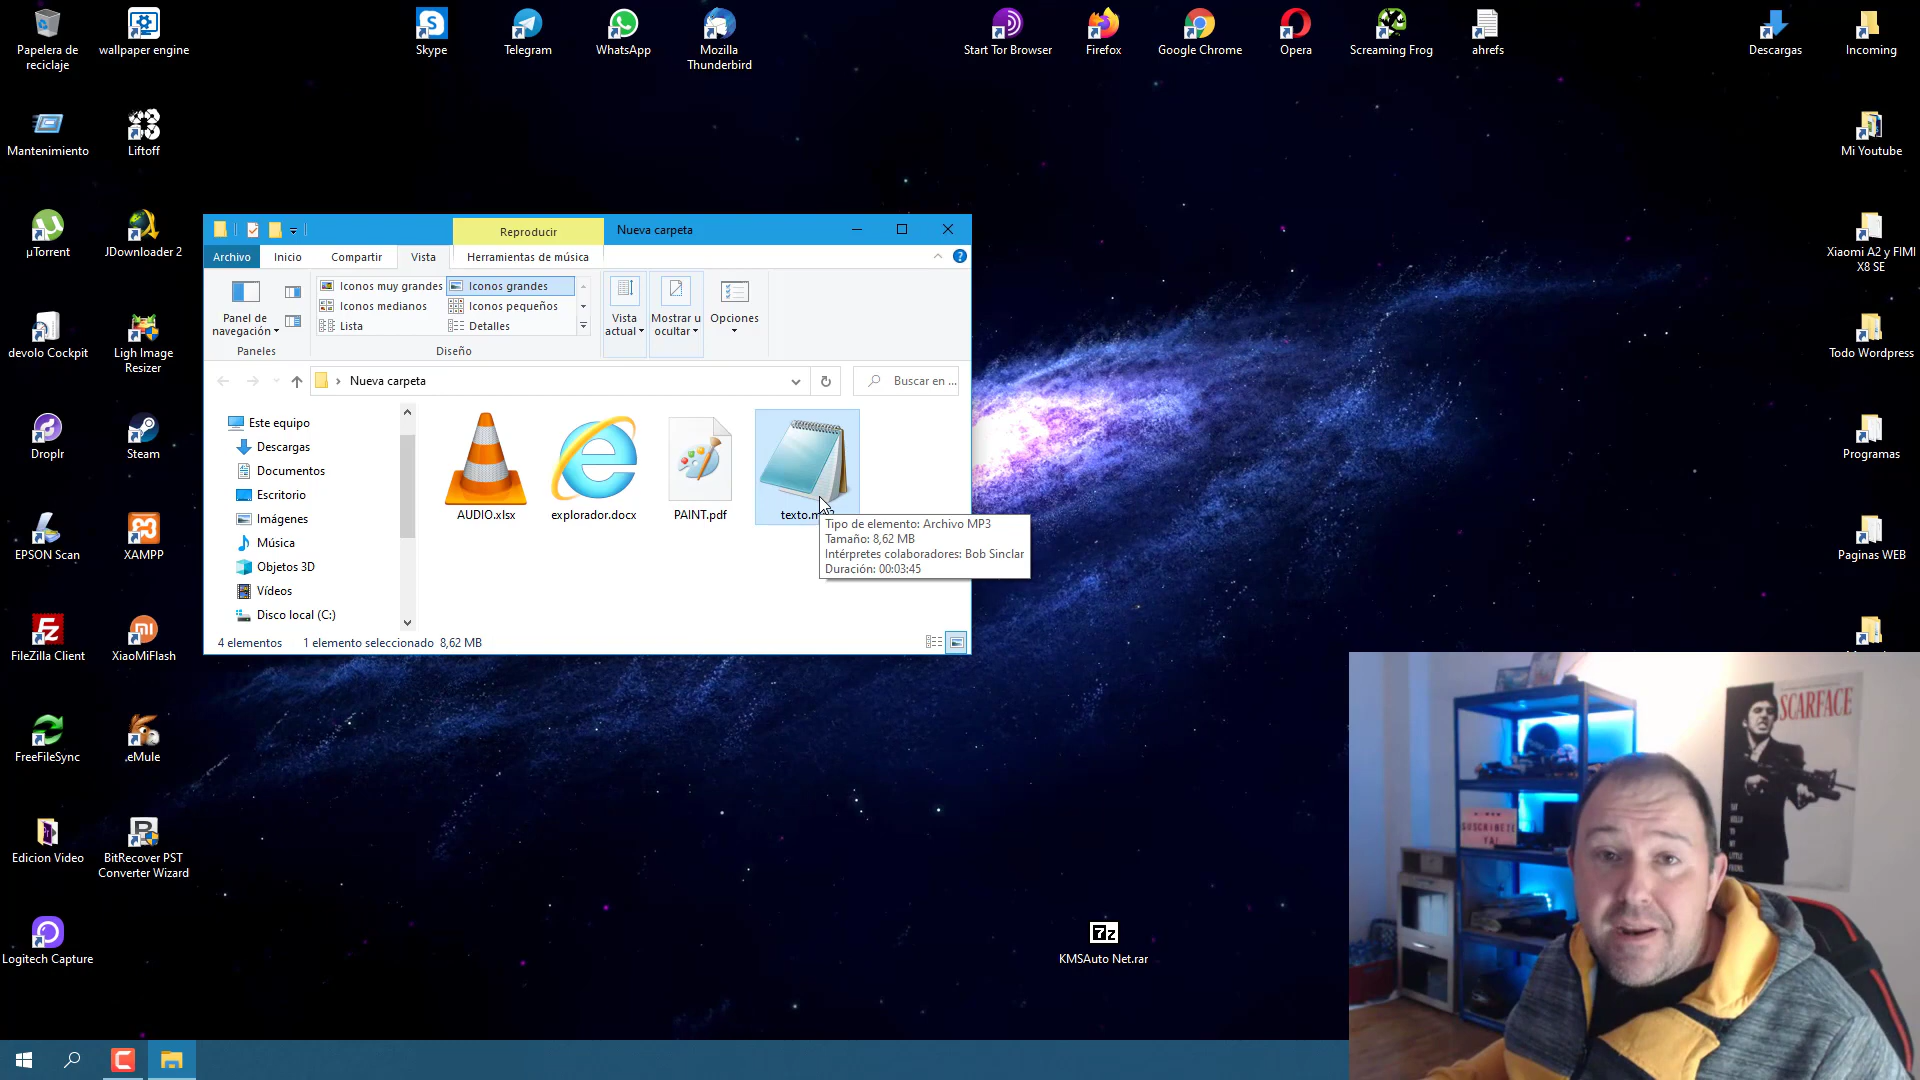 Papelera de
reciclaje
wallpaper engine
Skype
Telegram
WhatsApp
Mozilla
Thunderbird
Start Tor Browser
Firefox
Google Chrome
Opera
Screaming Frog
ahrefs
Descargas
Incoming
Mantenimiento
Liftoff
Mi Youtube
µTorrent
JDownloader 2
Xiaomi A2 y FIMI
X8 SE
devolo Cockpit
Ligh Image
Resizer
Todo Wordpress
Droplr
Steam
Programas
EPSON Scan
XAMPP
Paginas WEB
FileZilla Client
XiaoMiFlash
FreeFileSync
eMule
Edicion Video
BitRecover PST
Converter Wizard
Logitech Capture
Reproducir
Nueva carpeta
Archivo
Inicio
Compartir
Vista
Herramientas de música
Panel de
navegación
Paneles
Iconos muy grandes
Iconos grandes
Iconos medianos
Iconos pequeños
Lista
Detalles
Diseño
Vista
actual
Mostrar u
ocultar
Opciones
Nueva carpeta
Buscar en ...
Este equipo
Descargas
Documentos
Escritorio
Imágenes
Música
Objetos 3D
Vídeos
Disco local (C:)
AUDIO.xlsx
explorador.docx
PAINT.pdf
Tipo de elemento: Archivo MP3
Tamaño: 8,62 MB
Intérpretes colaboradores: Bob Sinclar
Duración: 00:03:45
4 elementos
1 elemento seleccionado 8,62 MB
7z
KMSAuto Net.rar
SCARFACE
SUSCRIBETE
YA!